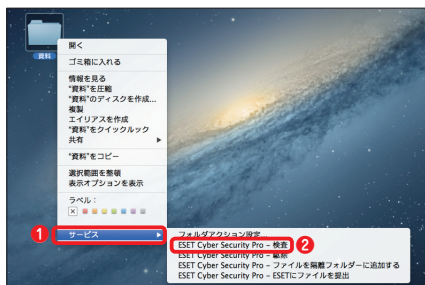 資料
開く
ゴミ箱に入れる
情報を見る
"資料"を圧縮
"資料"のディスクを作成...
複製
エイリアスを作成
"資料"をクイックルック
共有
"資料"をコピー
選択範囲を整頓
表示オプションを表示
ラベル：
1 サービス
フォルダアクション設定...
ESET Cyber Security Pro – 検査 2
ESET Cyber Security Pro – 駆除
ESET Cyber Security Pro – ファイルを隔離フォルダーに追加する
ESET Cyber Security Pro – ESETにファイルを提出